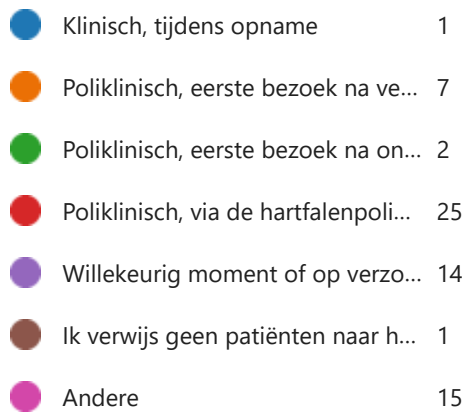 Klinisch, tijdens opname 1
Poliklinisch, eerste bezoek na ve... 7
Poliklinisch, eerste bezoek na on... 2
Poliklinisch, via de hartfalenpoli... 25
Willekeurig moment of op verzo... 14
Ik verwijs geen patiënten naar h... 1
Andere 15